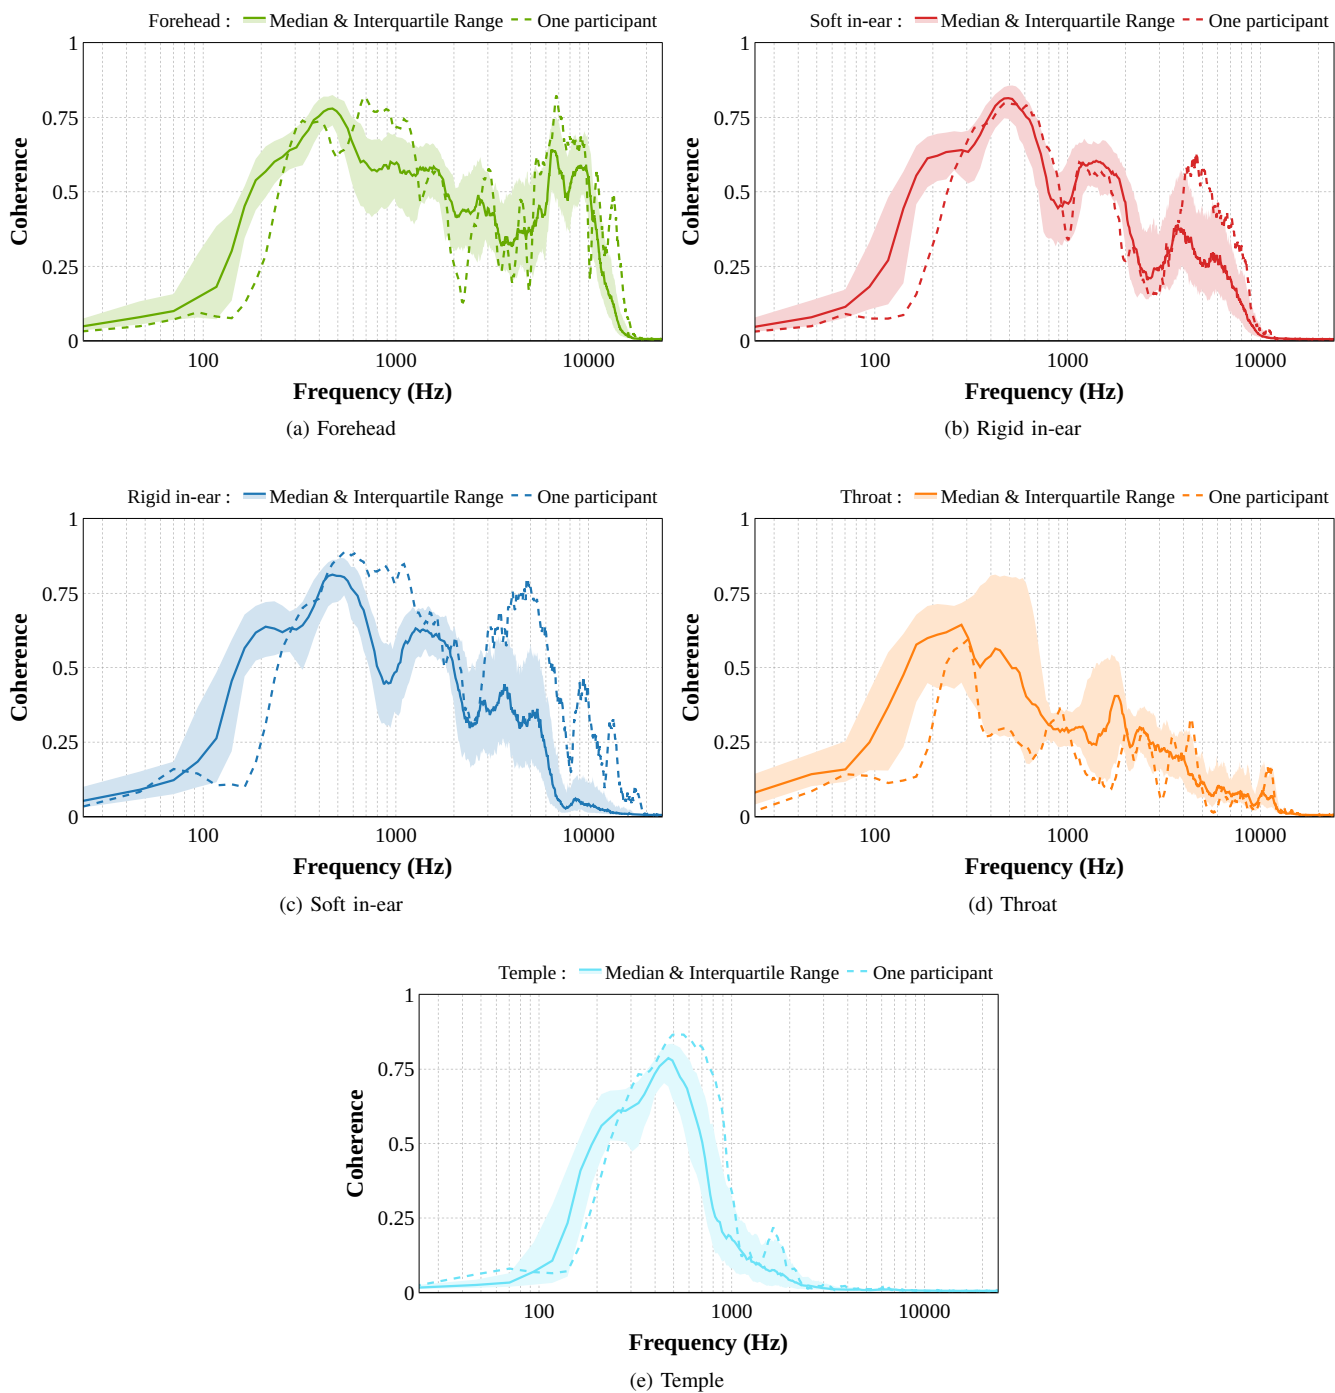 Forehead : Median & Interquartile Range One participant
1
0.75
0.5
0.25
0
Coherence
100 1000 10000
Frequency (Hz)
(a) Forehead
Soft in-ear : Median & Interquartile Range One participant
1
0.75
0.5
0.25
0
Coherence
100 1000 10000
Frequency (Hz)
(b) Rigid in-ear
Rigid in-ear : Median & Interquartile Range One participant
1
0.75
0.5
0.25
0
Coherence
100 1000 10000
Frequency (Hz)
(c) Soft in-ear
Throat : Median & Interquartile Range One participant
1
0.75
0.5
0.25
0
Coherence
100 1000 10000
Frequency (Hz)
(d) Throat
Temple : Median & Interquartile Range One participant
1
0.75
0.5
0.25
0
Coherence
100 1000 10000
Frequency (Hz)
(e) Temple